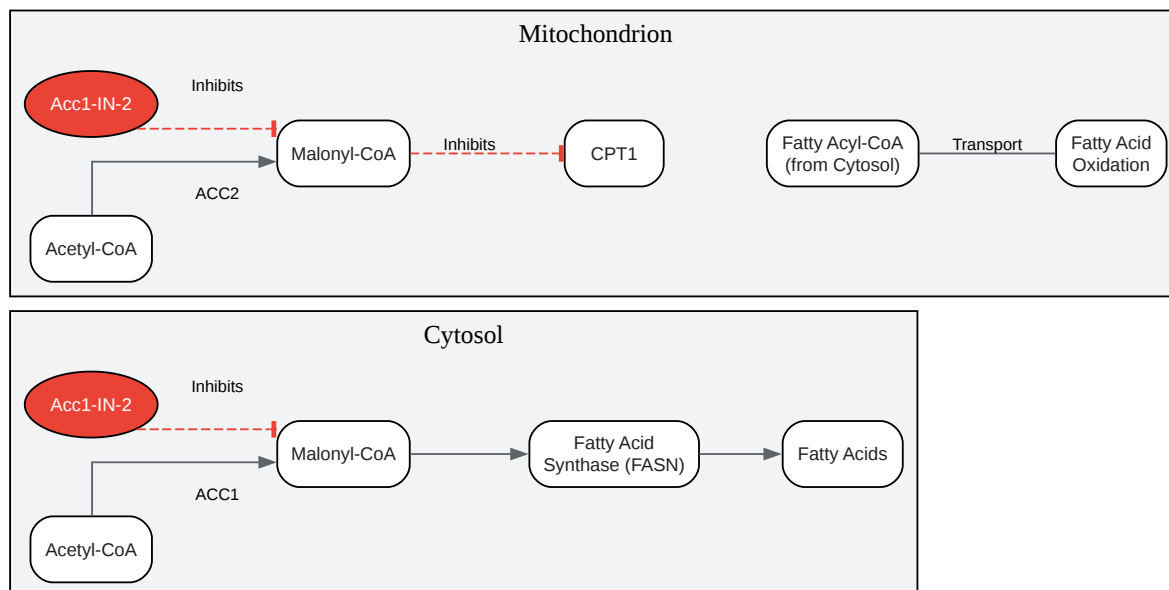 Mitochondrion
Inhibits
Acc1-IN-2
Malonyl-CoA
Inhibits
CPT1
Fatty Acyl-CoA
(from Cytosol)
Transport
Fatty Acid
Oxidation
ACC2
Acetyl-CoA
Cytosol
Inhibits
Acc1-IN-2
Malonyl-CoA
Fatty Acid
Synthase (FASN)
Fatty Acids
ACC1
Acetyl-CoA